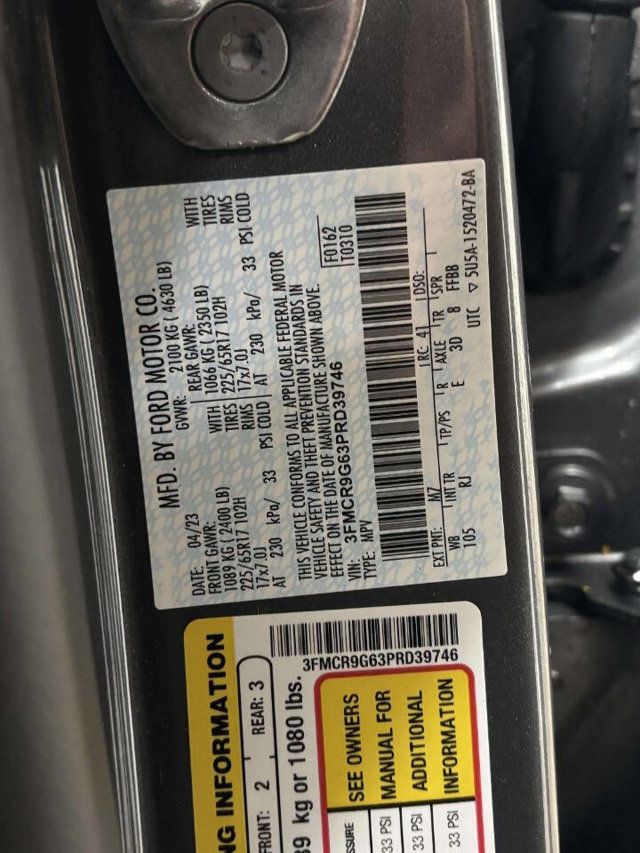 MFD. BY FORD MOTOR CO.
DATE: 04/23 GVWR: 2100 KG ( 4630 LB)
FRONT GAWR: REAR GAWR:
1089 KG ( 2400 LB) WITH 1066 KG ( 2350 LB) WITH
225/65R17 102H TIRES 225/65R17 102H TIRES
17x7.0J RIMS 17x7.0J RIMS
AT 230 kPa/ 33 PSI COLD AT 230 kPa/ 33 PSI COLD
THIS VEHICLE CONFORMS TO ALL APPLICABLE FEDERAL MOTOR
VEHICLE SAFETY AND THEFT PREVENTION STANDARDS IN
EFFECT ON THE DATE OF MANUFACTURE SHOWN ABOVE.
VIN: 3FMCR9G63PRD39746
TYPE: MPV
F0162
T0310
EXT PNT: M7 RC: 41 DSO:
WB INT TR TP/PS R AXLE TR SPR
105 RJ E 3D 8 FFBB
UTC ▽ 5U5A-1520472-BA
NG INFORMATION
FRONT: 2 REAR: 3
39 kg or 1080 lbs.
3FMCR9G63PRD39746
SSURE
33 PSI
33 PSI
33 PSI
SEE OWNERS
MANUAL FOR
ADDITIONAL
INFORMATION